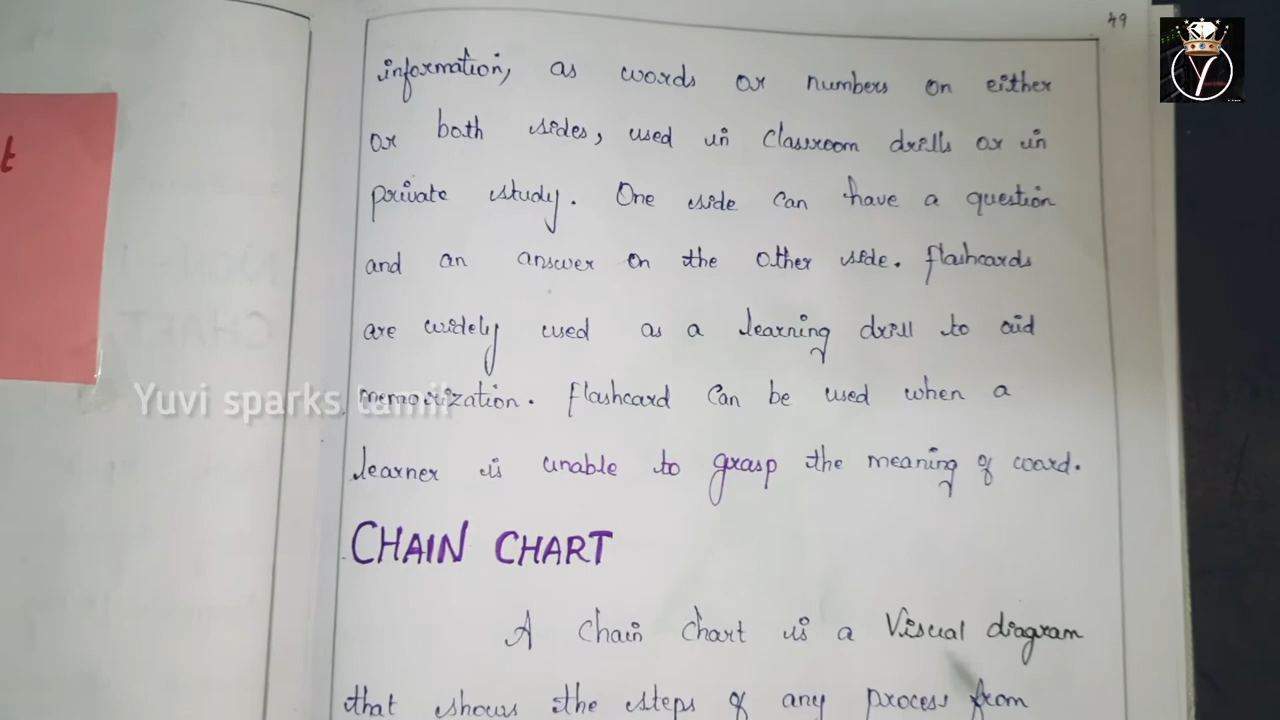 49
information, as words or numbers on either
or both sides, used in classroom drills or in
private study. One side can have a question
and an answer on the other side. flashcards
are widely used as a learning drill to aid
memorization. flashcard can be used when a
learner is unable to grasp the meaning of coard.
CHAIN CHART
A chain chart is a Visual diagram
that shows the steps of any process from
t
Yuvi sparks tamil
Y